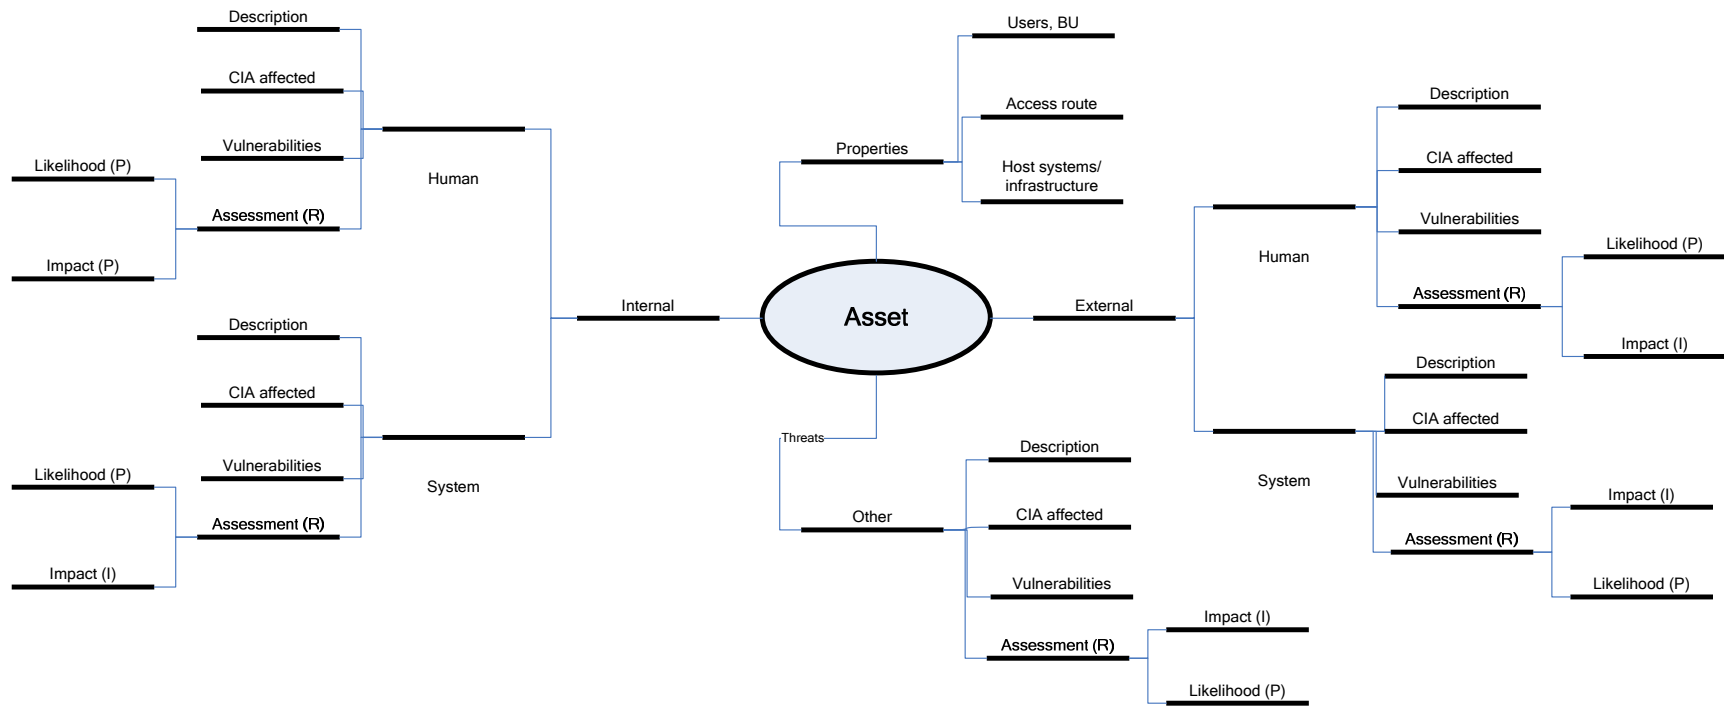 Description
CIA affected
Vulnerabilities
Human
Likelihood (P)
Assessment (R)
Impact (P)
Description
CIA affected
Vulnerabilities
System
Likelihood (P)
Assessment (R)
Impact (I)
Internal
Users, BU
Access route
Properties
Host systems/
infrastructure
Asset
Threats
Other
Description
CIA affected
Vulnerabilities
Assessment (R)
Impact (I)
Likelihood (P)
External
Description
CIA affected
Vulnerabilities
Human
Assessment (R)
Likelihood (P)
Impact (I)
Description
CIA affected
Vulnerabilities
System
Assessment (R)
Impact (I)
Likelihood (P)